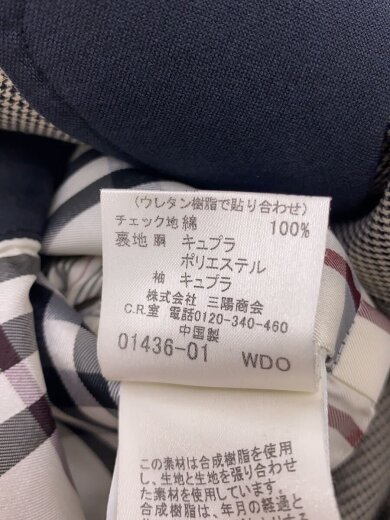 (ウレタン樹脂で貼り合わせ)
チェック地 綿 100%
裏地 胴 キュプラ
ポリエステル
袖 キュプラ
株式会社 三陽商会
C.R.室 電話0120-340-460
中国製
01436-01 WDO
この素材は合成樹脂を使用
し、生地と生地を張り合わせ
た素材を使用しています。
合成樹脂は、年月の経過と